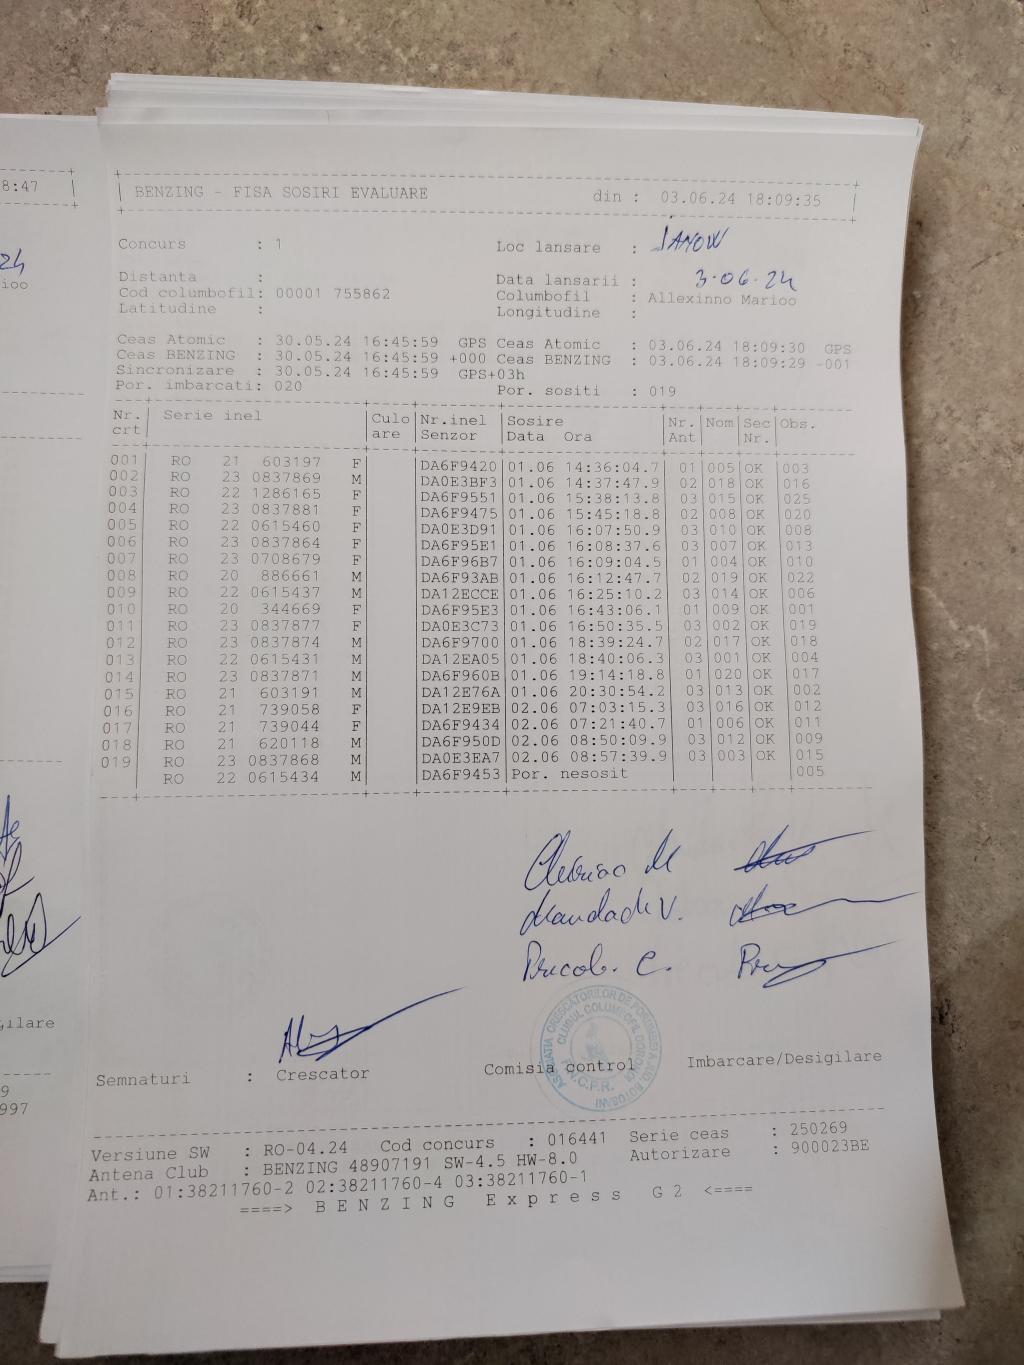 8:47
BENZING - FISA SOSIRI EVALUARE din : 03.06.24 18:09:35
Concurs : 1 Loc lansare : IANOW
Distanta : Data lansarii : 3.06.24
Cod columbofil: 00001 755862 Columbofil : Allexinno Marioo
Latitudine : Longitudine :
Ceas Atomic : 30.05.24 16:45:59 GPS Ceas Atomic : 03.06.24 18:09:30 GPS
Ceas BENZING : 30.05.24 16:45:59 +000 Ceas BENZING : 03.06.24 18:09:29 -001
Sincronizare : 30.05.24 16:45:59 GPS+03h
Por. imbarcati: 020 Por. sositi : 019
Nr. Serie inel Culo Nr.inel Sosire Nr. Nom Sec Obs.
crt are Senzor Data Ora Ant Nr.
001 RO 21 603197 F DA6F9420 01.06 14:36:04.7 01 005 OK 003
002 RO 23 0837869 M DA0E3BF3 01.06 14:37:47.9 02 018 OK 016
003 RO 22 1286165 F DA6F9551 01.06 15:38:13.8 03 015 OK 025
004 RO 23 0837881 F DA6F9475 01.06 15:45:18.8 02 008 OK 020
005 RO 22 0615460 F DA0E3D91 01.06 16:07:50.9 03 010 OK 008
006 RO 23 0837864 F DA6F95E1 01.06 16:08:37.6 03 007 OK 013
007 RO 23 0708679 F DA6F96B7 01.06 16:09:04.5 01 004 OK 010
008 RO 20 886661 M DA6F93AB 01.06 16:12:47.7 02 019 OK 022
009 RO 22 0615437 M DA12ECCE 01.06 16:25:10.2 03 014 OK 006
010 RO 20 344669 F DA6F95E3 01.06 16:43:06.1 01 009 OK 001
011 RO 23 0837877 F DA0E3C73 01.06 16:50:35.5 03 002 OK 019
012 RO 23 0837874 M DA6F9700 01.06 18:39:24.7 02 017 OK 018
013 RO 22 0615431 M DA12EA05 01.06 18:40:06.3 03 001 OK 004
014 RO 23 0837871 M DA6F960B 01.06 19:14:18.8 01 020 OK 017
015 RO 21 603191 M DA12E76A 01.06 20:30:54.2 03 013 OK 002
016 RO 21 739058 F DA12E9EB 02.06 07:03:15.3 03 016 OK 012
017 RO 21 739044 F DA6F9434 02.06 07:21:40.7 01 006 OK 011
018 RO 21 620118 M DA6F950D 02.06 08:50:09.9 03 012 OK 009
019 RO 23 0837868 M DA0E3EA7 02.06 08:57:39.9 03 003 OK 015
RO 22 0615434 M DA6F9453 Por. nesosit 005
Semnaturi : Crescator Comisia control Imbarcare/Desigilare
Versiune SW : RO-04.24 Cod concurs : 016441 Serie ceas : 250269
Antena Club : BENZING 48907191 SW-4.5 HW-8.0 Autorizare : 900023BE
Ant.: 01:38211760-2 02:38211760-4 03:38211760-1
====> BENZING Express G2 <====